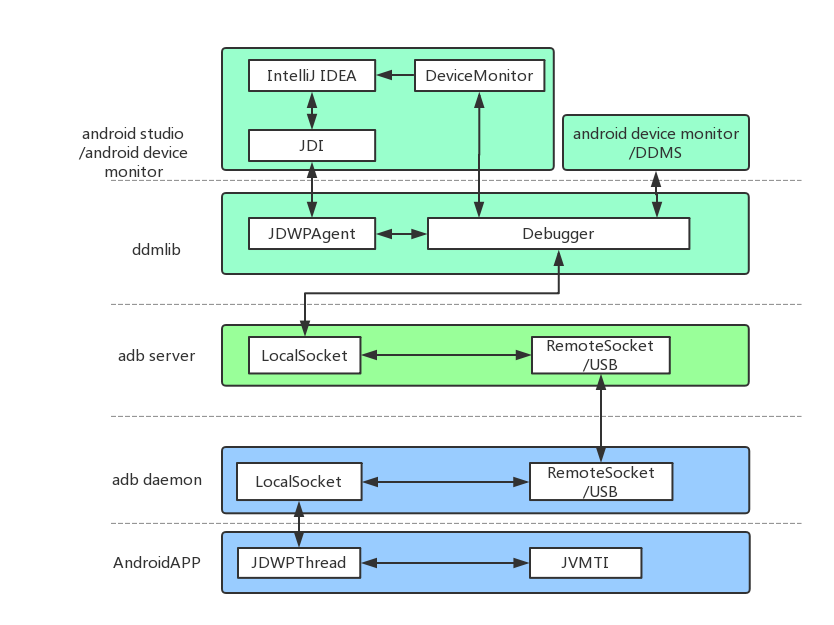 IntelliJ IDEA
DeviceMonitor
android studio
/android device
monitor
JDI
android device monitor
/DDMS
ddmlib
JDWPAgent
Debugger
adb server
LocalSocket
RemoteSocket
/USB
adb daemon
LocalSocket
RemoteSocket
/USB
AndroidAPP
JDWPThread
JVMTI